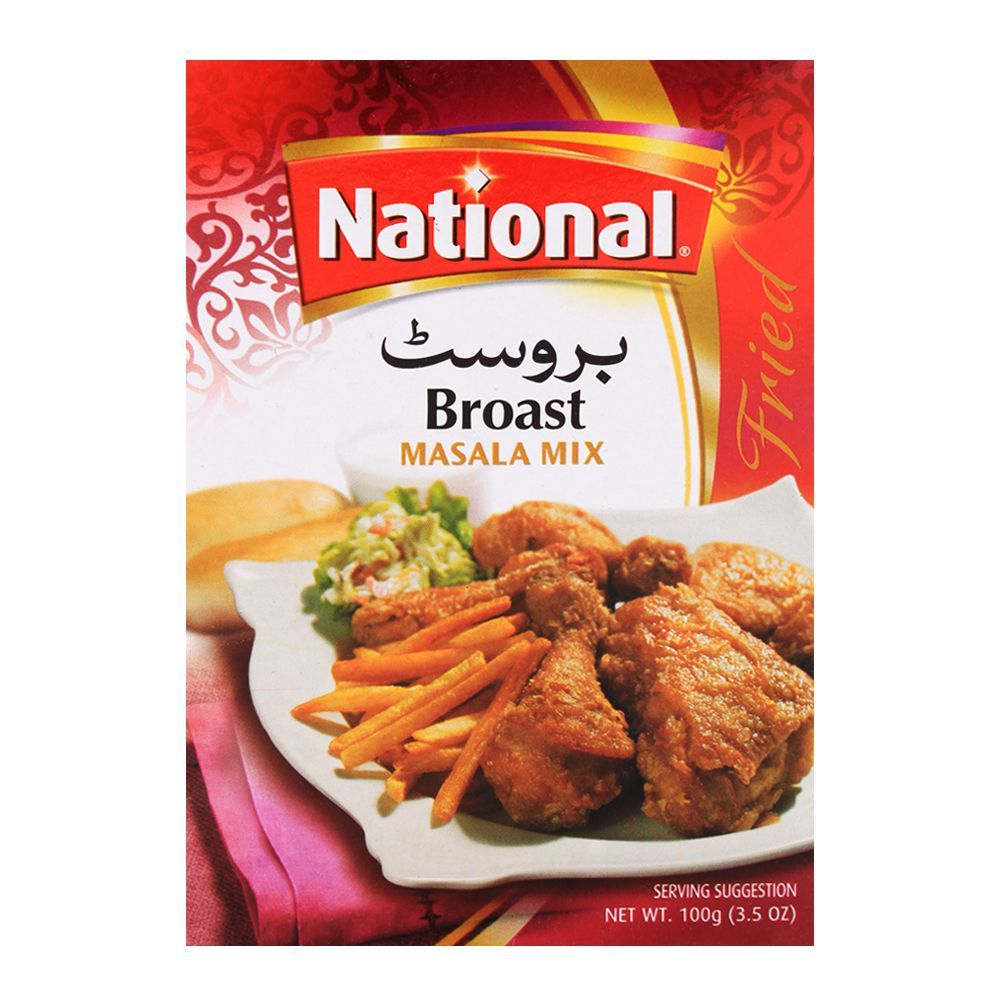 National®
بروسٹ
Broast
MASALA MIX
Fried
SERVING SUGGESTION
NET WT. 100g (3.5 OZ)